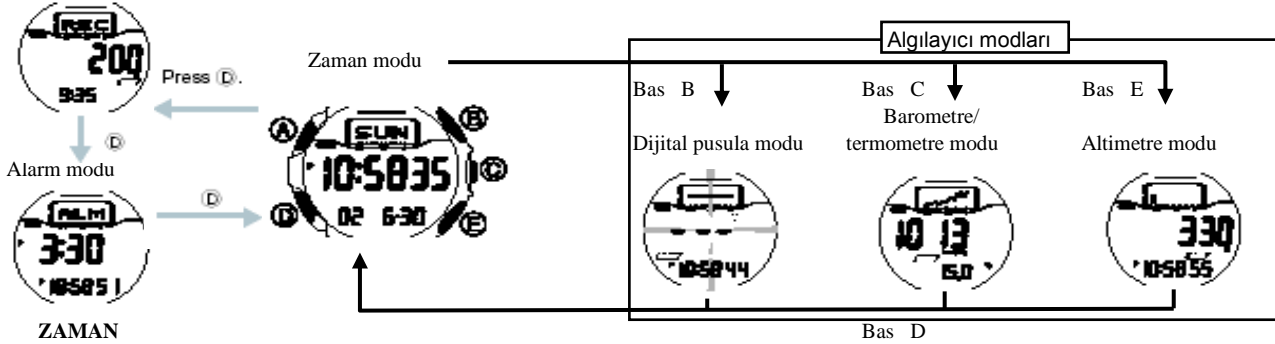 REC
200
9:35
Press D.
D
Alarm modu
ALM
3:30
10:58 51
D
Zaman modu
A
B
C
D
E
SUN
10:58 35
02 6-30
Algılayıcı modları
Bas B
Dijital pusula modu
- - -
10:58 44
Bas C
Barometre/
termometre modu
10 13
15.0
Bas E
Altimetre modu
330
10:58 55
ZAMAN
Bas D